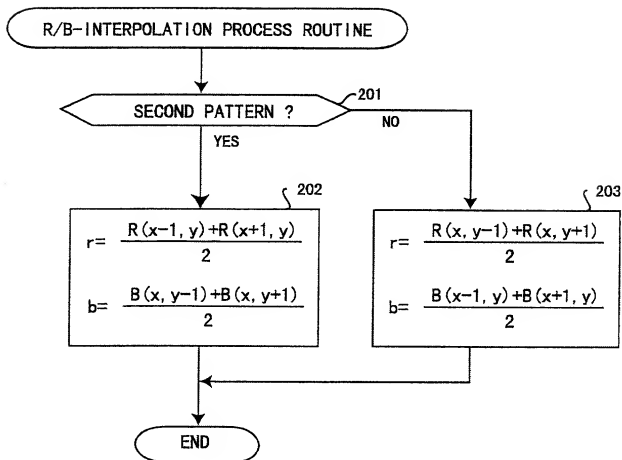 R/B-INTERPOLATION PROCESS ROUTINE
201
SECOND PATTERN ?
NO
YES
202
r= R(x-1, y)+R(x+1, y) / 2
b= B(x, y-1)+B(x, y+1) / 2
203
r= R(x, y-1)+R(x, y+1) / 2
b= B(x-1, y)+B(x+1, y) / 2
END